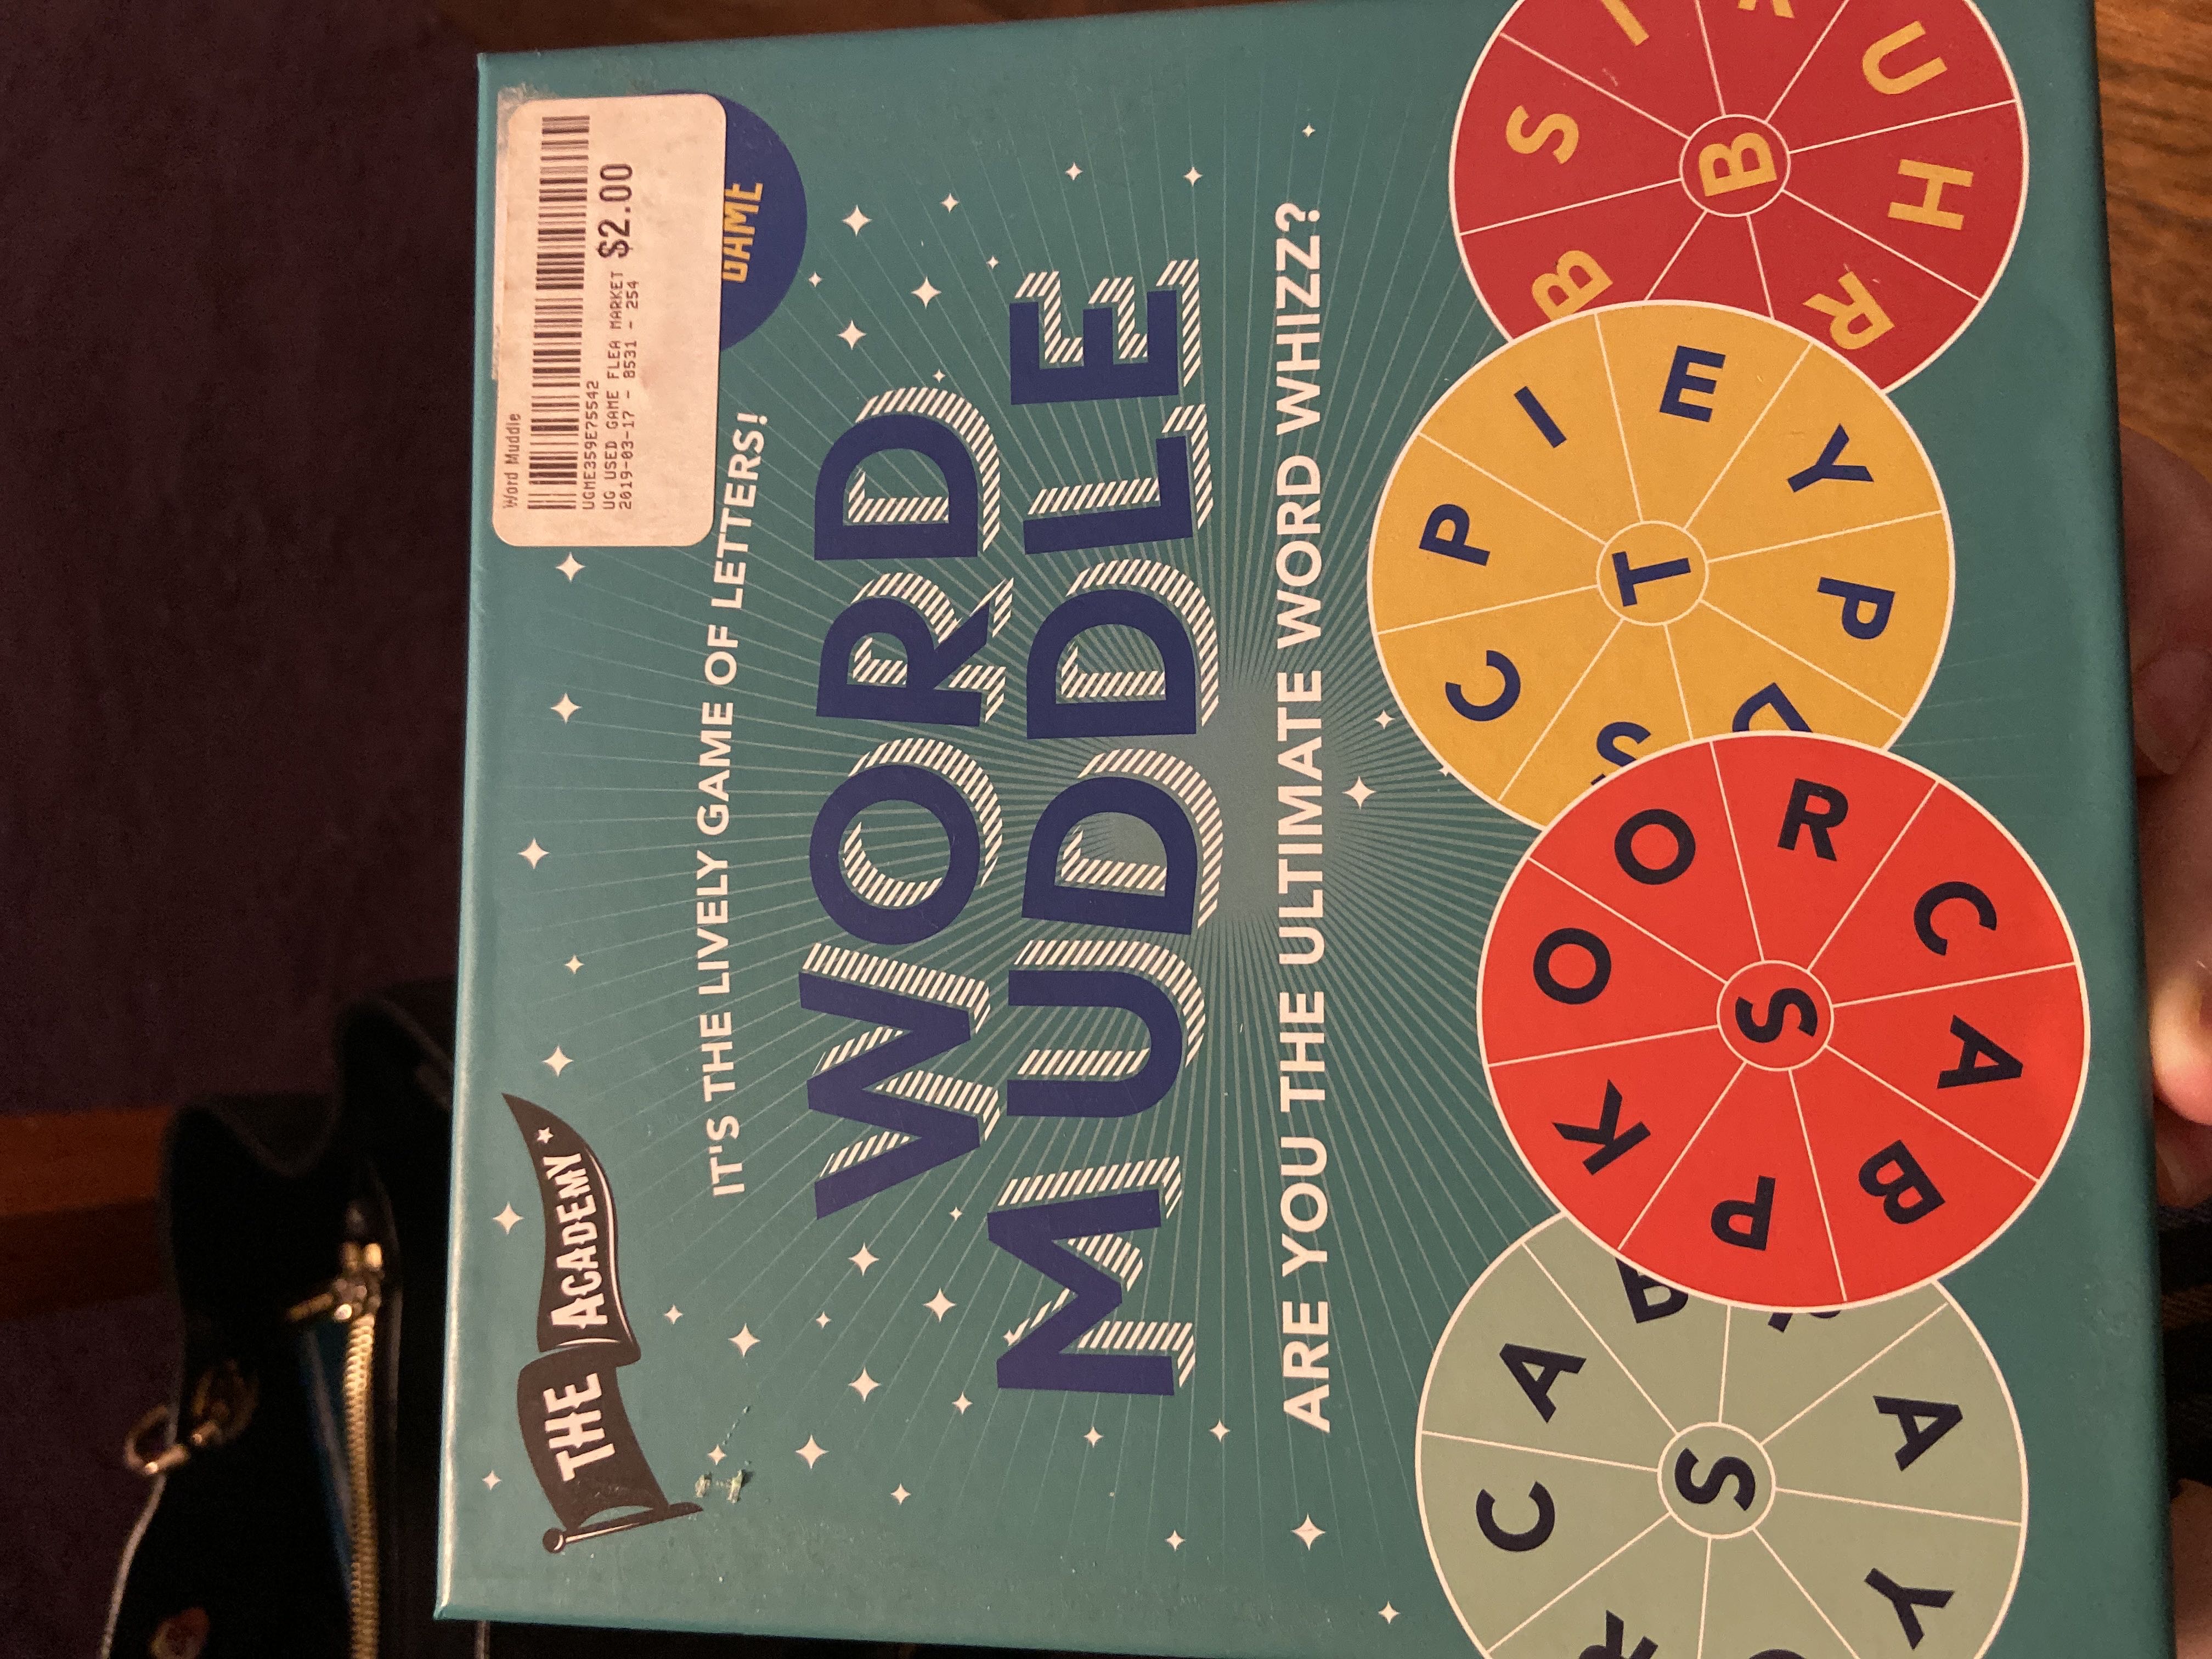 Word Muddle
UGME359E75542
UG USED GAME FLEA MARKET $2.00
2019-03-17 - 8531 - 254
GAME
THE ACADEMY
IT'S THE LIVELY GAME OF LETTERS!
WORD
MUDDLE
ARE YOU THE ULTIMATE WORD WHIZZ?
C A B A Y S
O O R C A B P K S
C P I E Y P S T
B S I U H R B